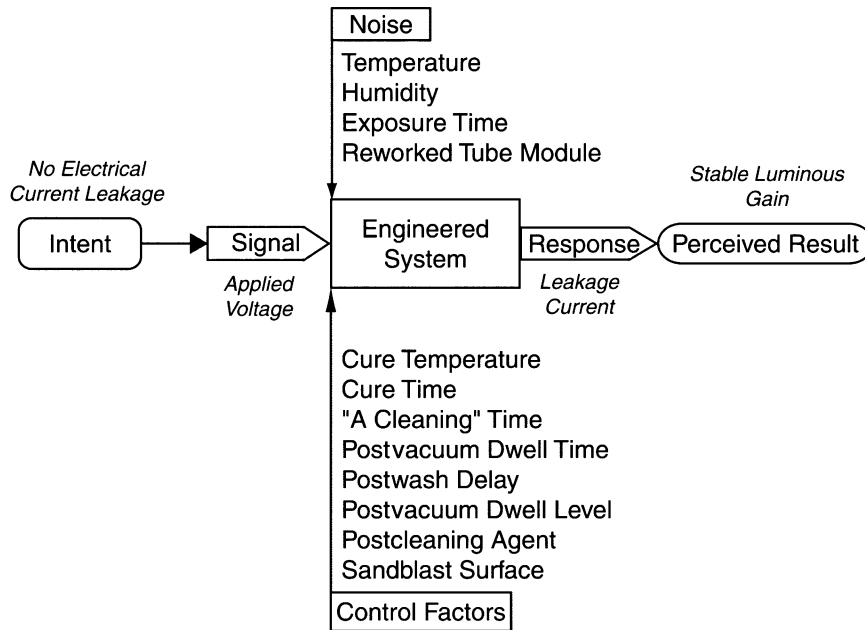 Noise
Temperature
Humidity
Exposure Time
Reworked Tube Module
No Electrical
Current Leakage
Intent
Signal
Applied
Voltage
Engineered
System
Response
Leakage
Current
Stable Luminous
Gain
Perceived Result
Cure Temperature
Cure Time
"A Cleaning" Time
Postvacuum Dwell Time
Postwash Delay
Postvacuum Dwell Level
Postcleaning Agent
Sandblast Surface
Control Factors